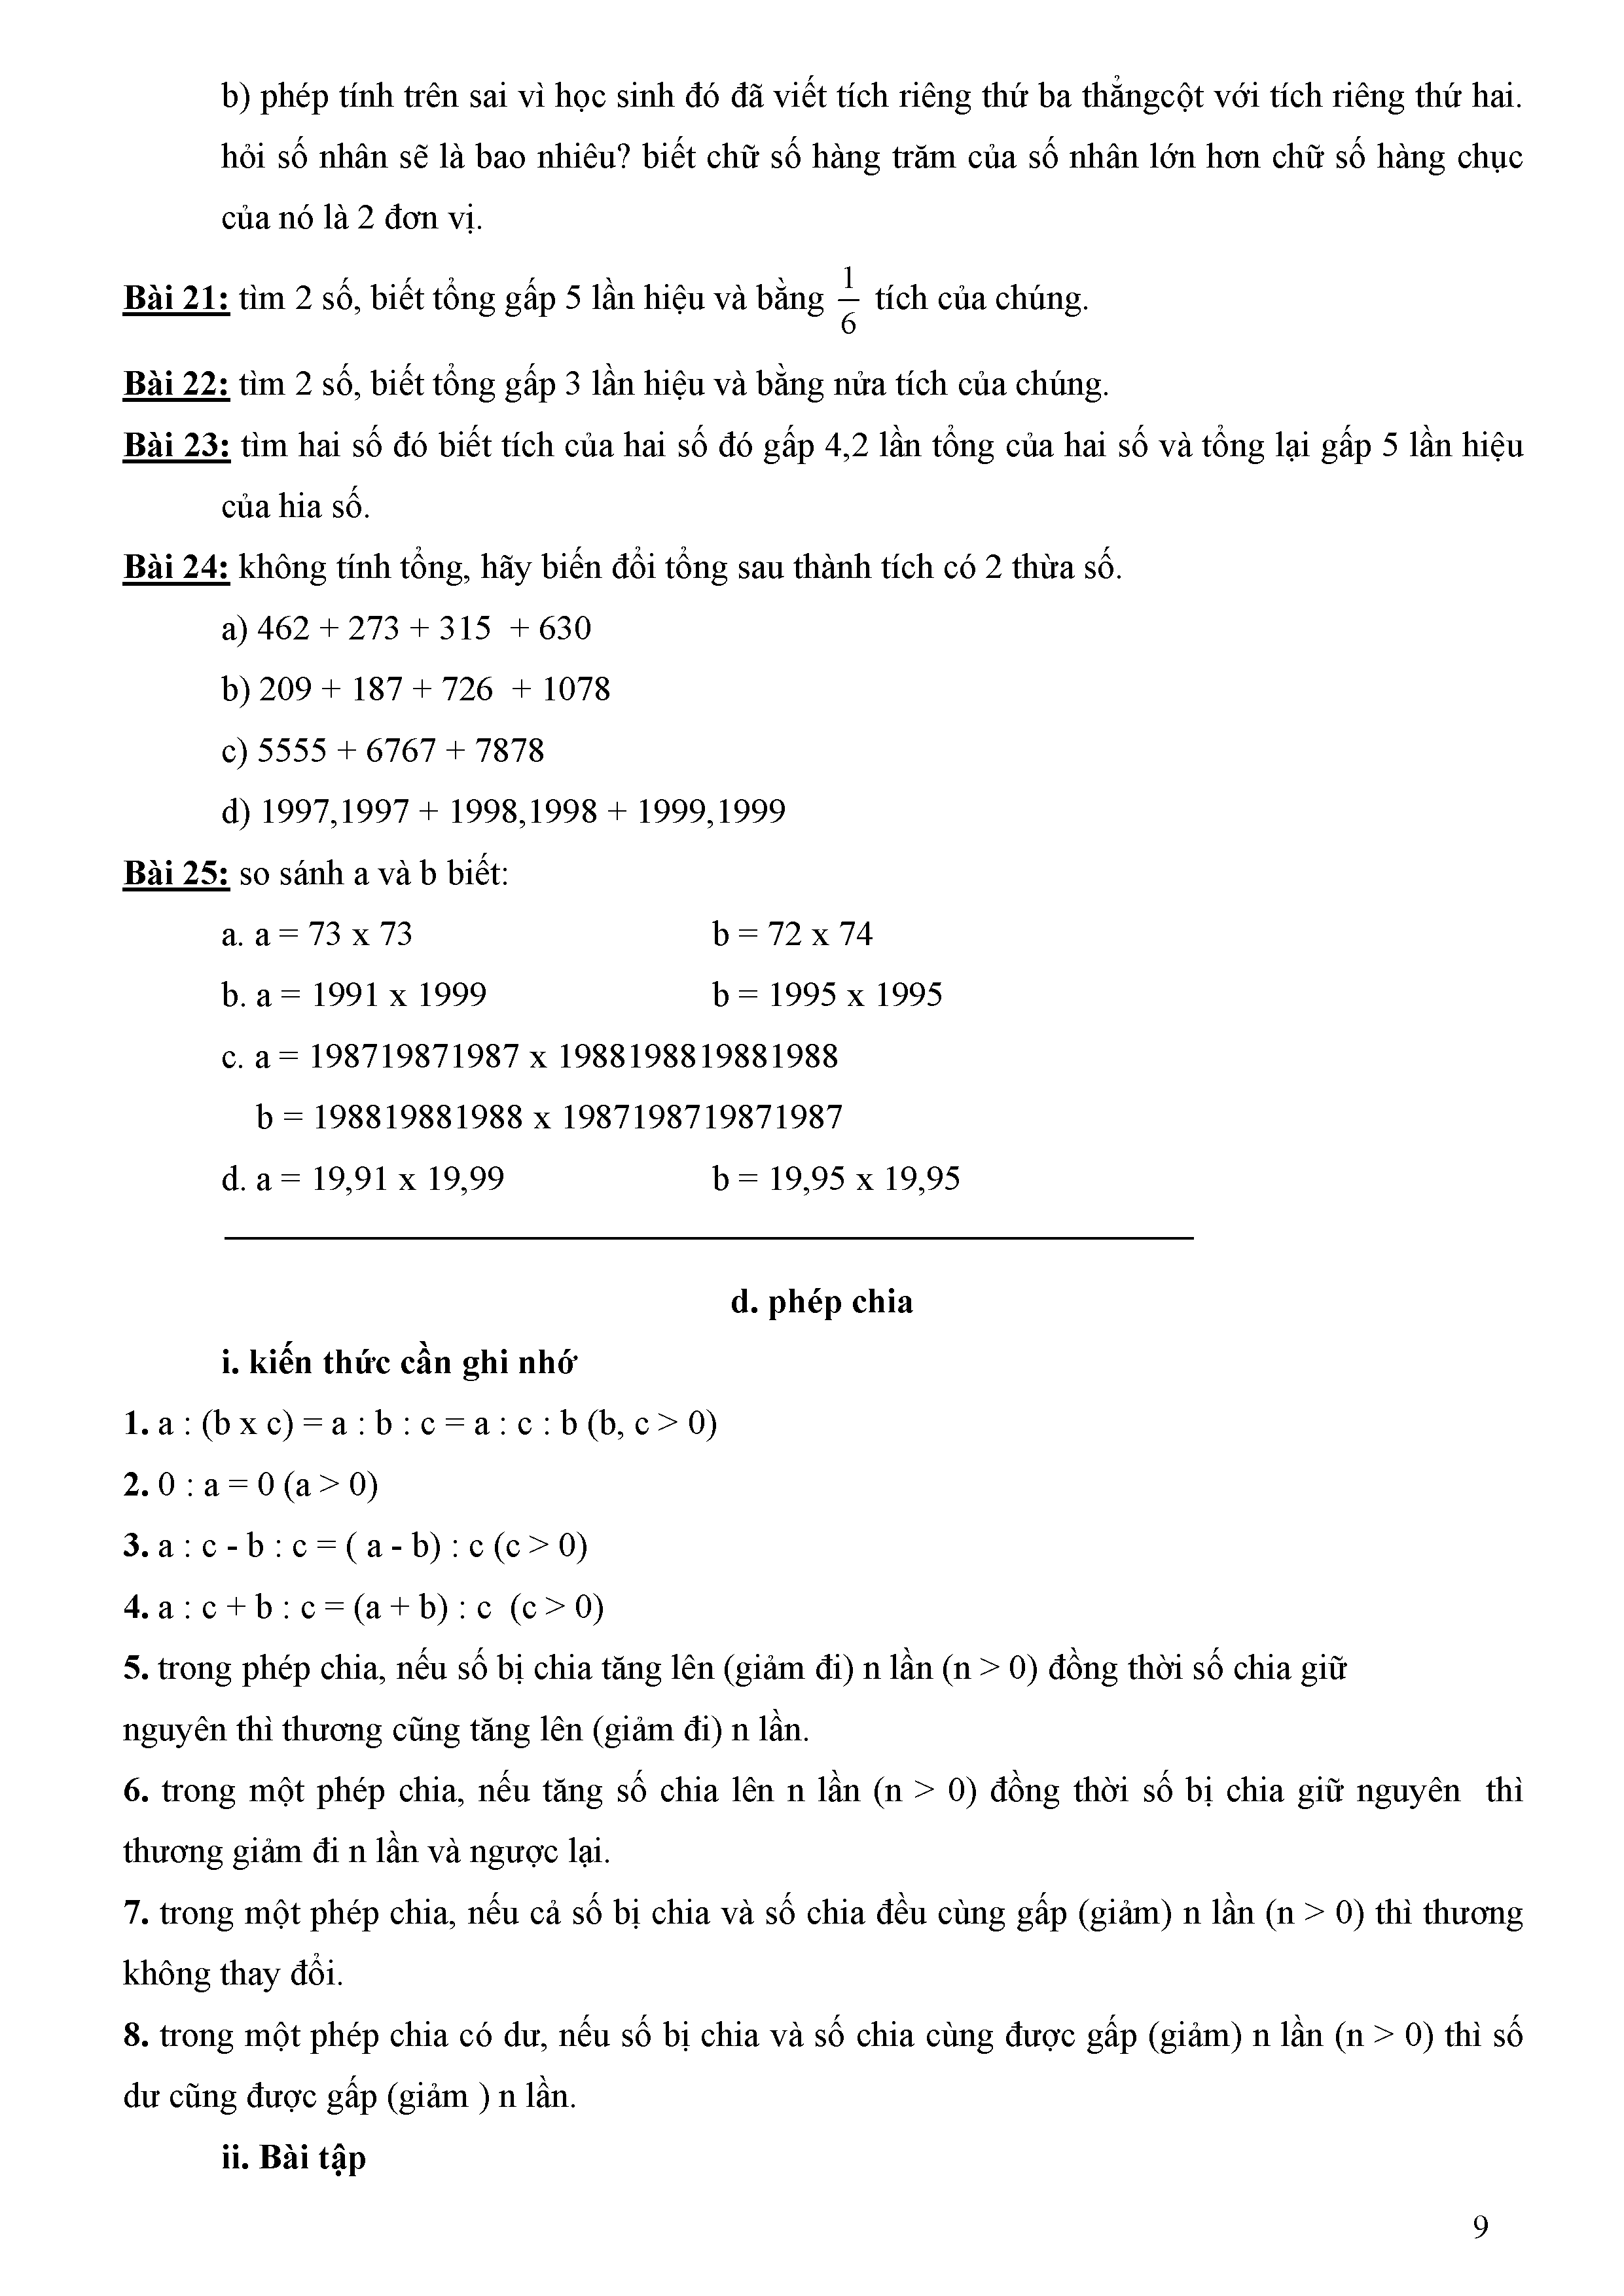 b) phép tính trên sai vì học sinh đó đã viết tích riêng thứ ba thẳngcột với tích riêng thứ hai.
hỏi số nhân sẽ là bao nhiêu? biết chữ số hàng trăm của số nhân lớn hơn chữ số hàng chục
của nó là 2 đơn vị.
Bài 21: tìm 2 số, biết tổng gấp 5 lần hiệu và bằng 1/6 tích của chúng.
Bài 22: tìm 2 số, biết tổng gấp 3 lần hiệu và bằng nửa tích của chúng.
Bài 23: tìm hai số đó biết tích của hai số đó gấp 4,2 lần tổng của hai số và tổng lại gấp 5 lần hiệu
của hia số.
Bài 24: không tính tổng, hãy biến đổi tổng sau thành tích có 2 thừa số.
a) 462 + 273 + 315 + 630
b) 209 + 187 + 726 + 1078
c) 5555 + 6767 + 7878
d) 1997,1997 + 1998,1998 + 1999,1999
Bài 25: so sánh a và b biết:
a. a = 73 x 73 b = 72 x 74
b. a = 1991 x 1999 b = 1995 x 1995
c. a = 198719871987 x 1988198819881988
b = 198819881988 x 1987198719871987
d. a = 19,91 x 19,99 b = 19,95 x 19,95
d. phép chia
i. kiến thức cần ghi nhớ
1. a : (b x c) = a : b : c = a : c : b (b, c > 0)
2. 0 : a = 0 (a > 0)
3. a : c - b : c = ( a - b) : c (c > 0)
4. a : c + b : c = (a + b) : c (c > 0)
5. trong phép chia, nếu số bị chia tăng lên (giảm đi) n lần (n > 0) đồng thời số chia giữ
nguyên thì thương cũng tăng lên (giảm đi) n lần.
6. trong một phép chia, nếu tăng số chia lên n lần (n > 0) đồng thời số bị chia giữ nguyên thì
thương giảm đi n lần và ngược lại.
7. trong một phép chia, nếu cả số bị chia và số chia đều cùng gấp (giảm) n lần (n > 0) thì thương
không thay đổi.
8. trong một phép chia có dư, nếu số bị chia và số chia cùng được gấp (giảm) n lần (n > 0) thì số
dư cũng được gấp (giảm ) n lần.
ii. Bài tập
9